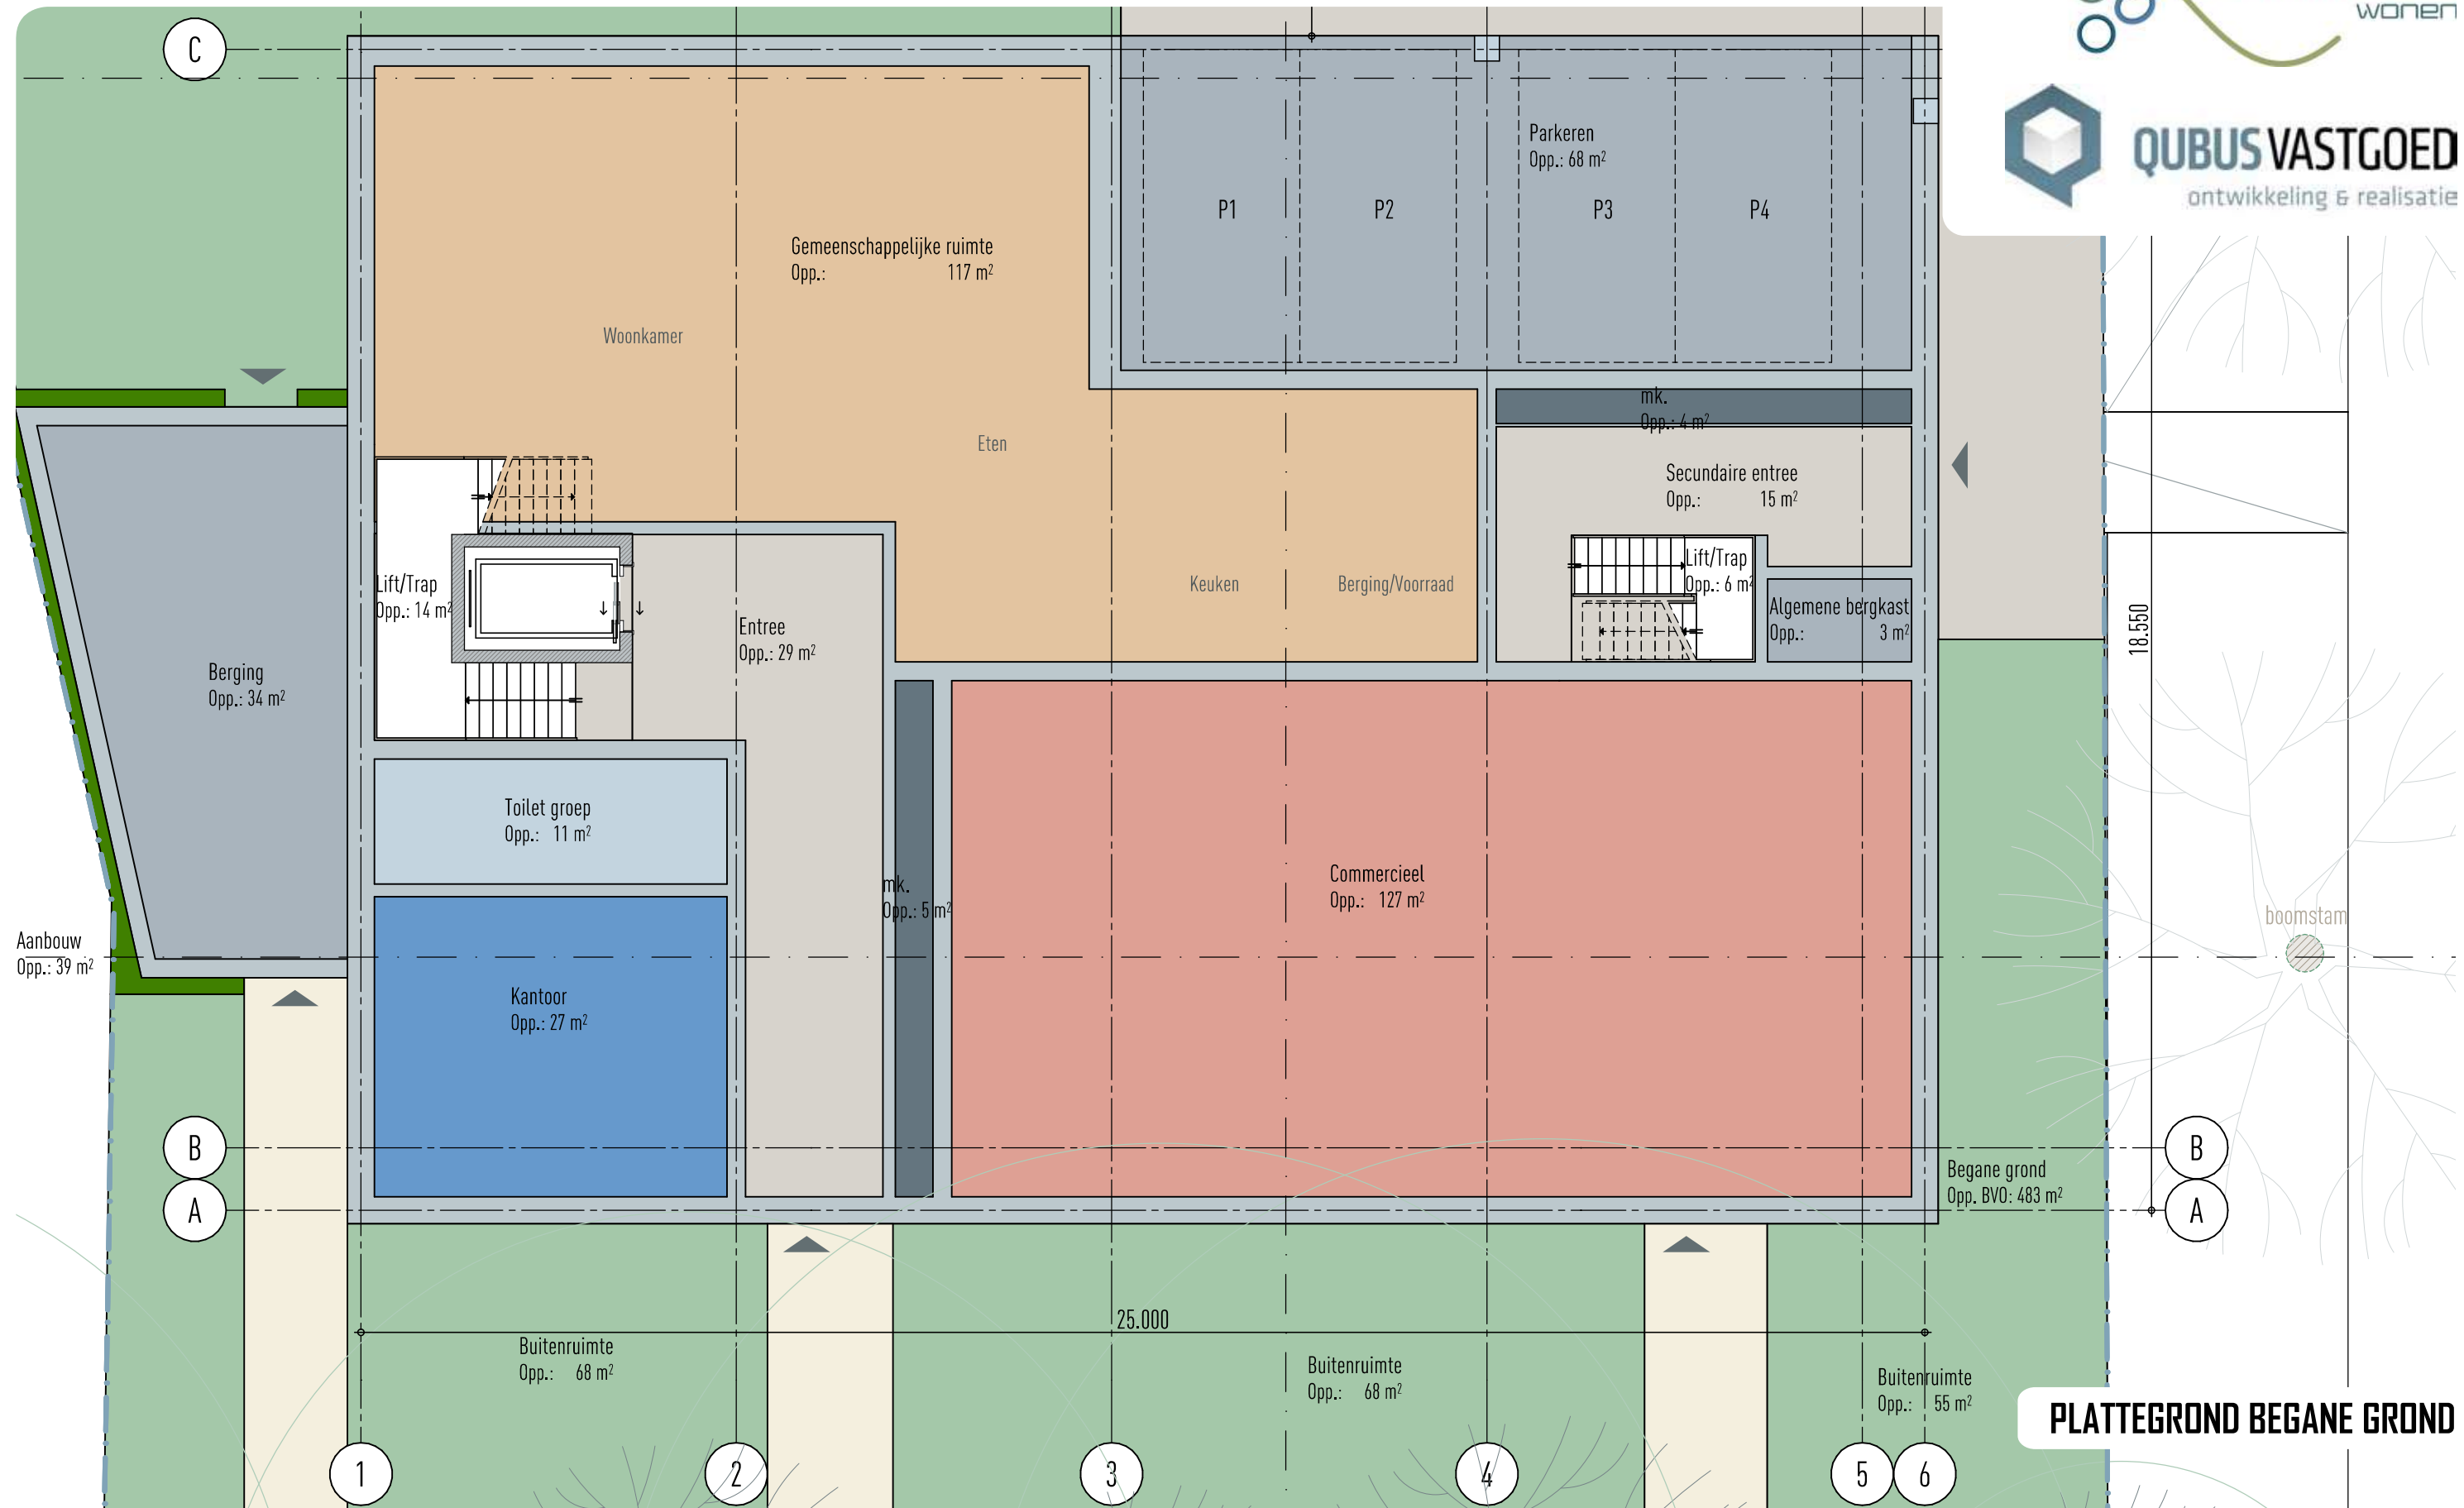 wonen
QUBUS VASTGOED
ontwikkeling & realisatie
C
Parkeren
Opp.: 68 m²
P1
P2
P3
P4
Gemeenschappelijke ruimte
Opp.: 117 m²
Woonkamer
Eten
mk.
Opp.: 4 m²
Secundaire entree
Opp.: 15 m²
Lift/Trap
Opp.: 14 m²
Keuken
Berging/Voorraad
Lift/Trap
Opp.: 6 m²
Algemene bergkast
Opp.: 3 m²
Entree
Opp.: 29 m²
18.550
Berging
Opp.: 34 m²
Toilet groep
Opp.: 11 m²
mk.
Opp.: 5 m²
Commercieel
Opp.: 127 m²
boomstam
Aanbouw
Opp.: 39 m²
Kantoor
Opp.: 27 m²
B
B
Begane grond
Opp. BVO: 483 m²
A
A
25.000
Buitenruimte
Opp.: 68 m²
Buitenruimte
Opp.: 68 m²
Buitenruimte
Opp.: 55 m²
PLATTEGROND BEGANE GROND
1
2
3
4
5
6